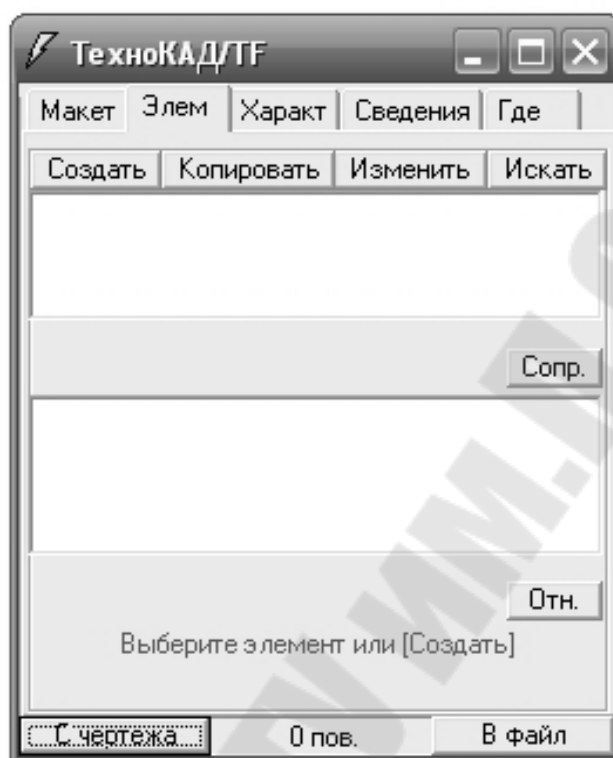 ТехноКАД/TF
Макет Элем Характ Сведения Где
Создать Копировать Изменить Искать
Сопр.
Отн.
Выберите элемент или [Создать]
С чертежа 0 пов. В файл